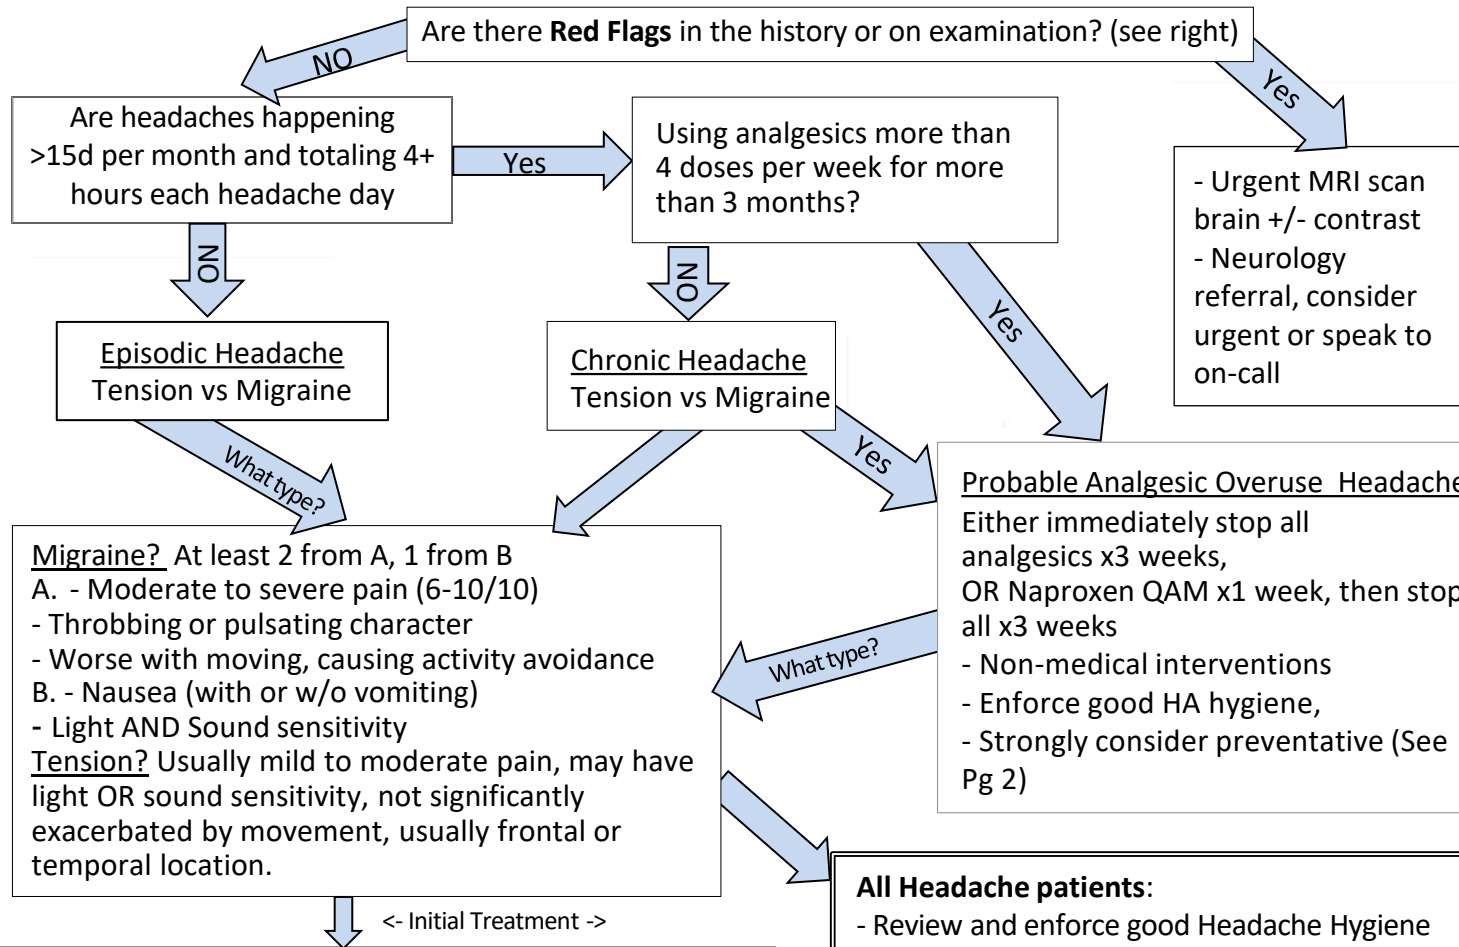 Are there Red Flags in the history or on examination? (see right)
NO
Yes
Are headaches happening
>15d per month and totaling 4+
hours each headache day
Yes
Using analgesics more than
4 doses per week for more
than 3 months?
- Urgent MRI scan
brain +/- contrast
- Neurology
referral, consider
urgent or speak to
on-call
NO
NO
Yes
Episodic Headache
Tension vs Migraine
Chronic Headache
Tension vs Migraine
What type?
Yes
Probable Analgesic Overuse Headache
Either immediately stop all
analgesics x3 weeks,
OR Naproxen QAM x1 week, then stop
all x3 weeks
- Non-medical interventions
- Enforce good HA hygiene,
- Strongly consider preventative (See
Pg 2)
What type?
Migraine? At least 2 from A, 1 from B
A. - Moderate to severe pain (6-10/10)
- Throbbing or pulsating character
- Worse with moving, causing activity avoidance
B. - Nausea (with or w/o vomiting)
- Light AND Sound sensitivity
Tension? Usually mild to moderate pain, may have
light OR sound sensitivity, not significantly
exacerbated by movement, usually frontal or
temporal location.
<- Initial Treatment ->
All Headache patients:
- Review and enforce good Headache Hygiene